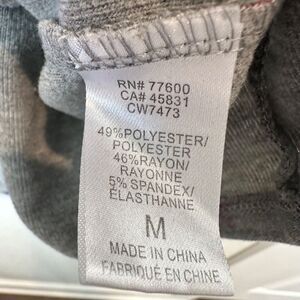 RN# 77600
CA# 45831
CW7473
49%POLYESTER/
POLYESTER
46%RAYON/
RAYONNE
5% SPANDEX/
ÉLASTHANNE
M
MADE IN CHINA
FABRIQUÉ EN CHINE